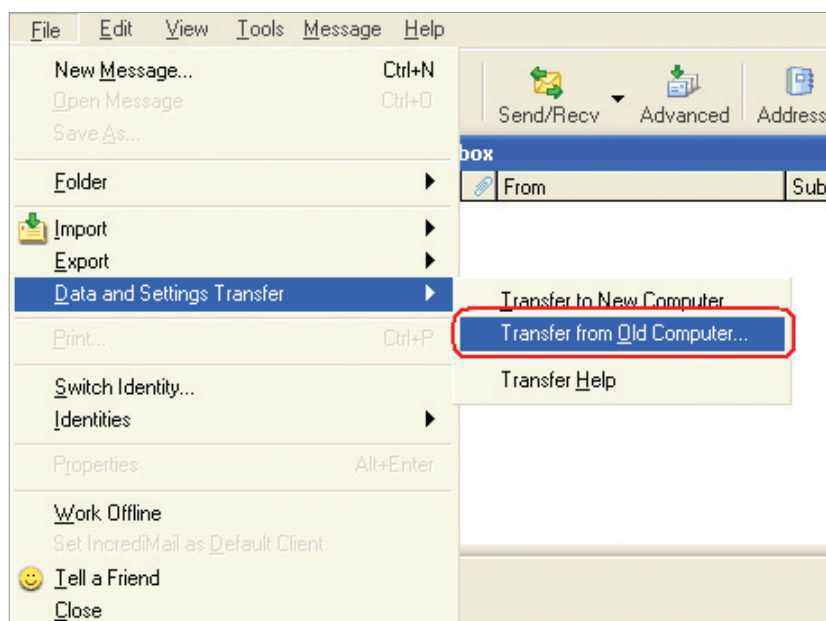 File Edit View Tools Message Help
New Message... Ctrl+N
Open Message Ctrl+O
Save As...
Send/Recv Advanced Address
box
Folder
From Sub
Import
Export
Data and Settings Transfer
Transfer to New Computer
Print... Ctrl+P
Transfer from Old Computer...
Switch Identity...
Transfer Help
Identities
Properties Alt+Enter
Work Offline
Set IncrediMail as Default Client
Tell a Friend
Close